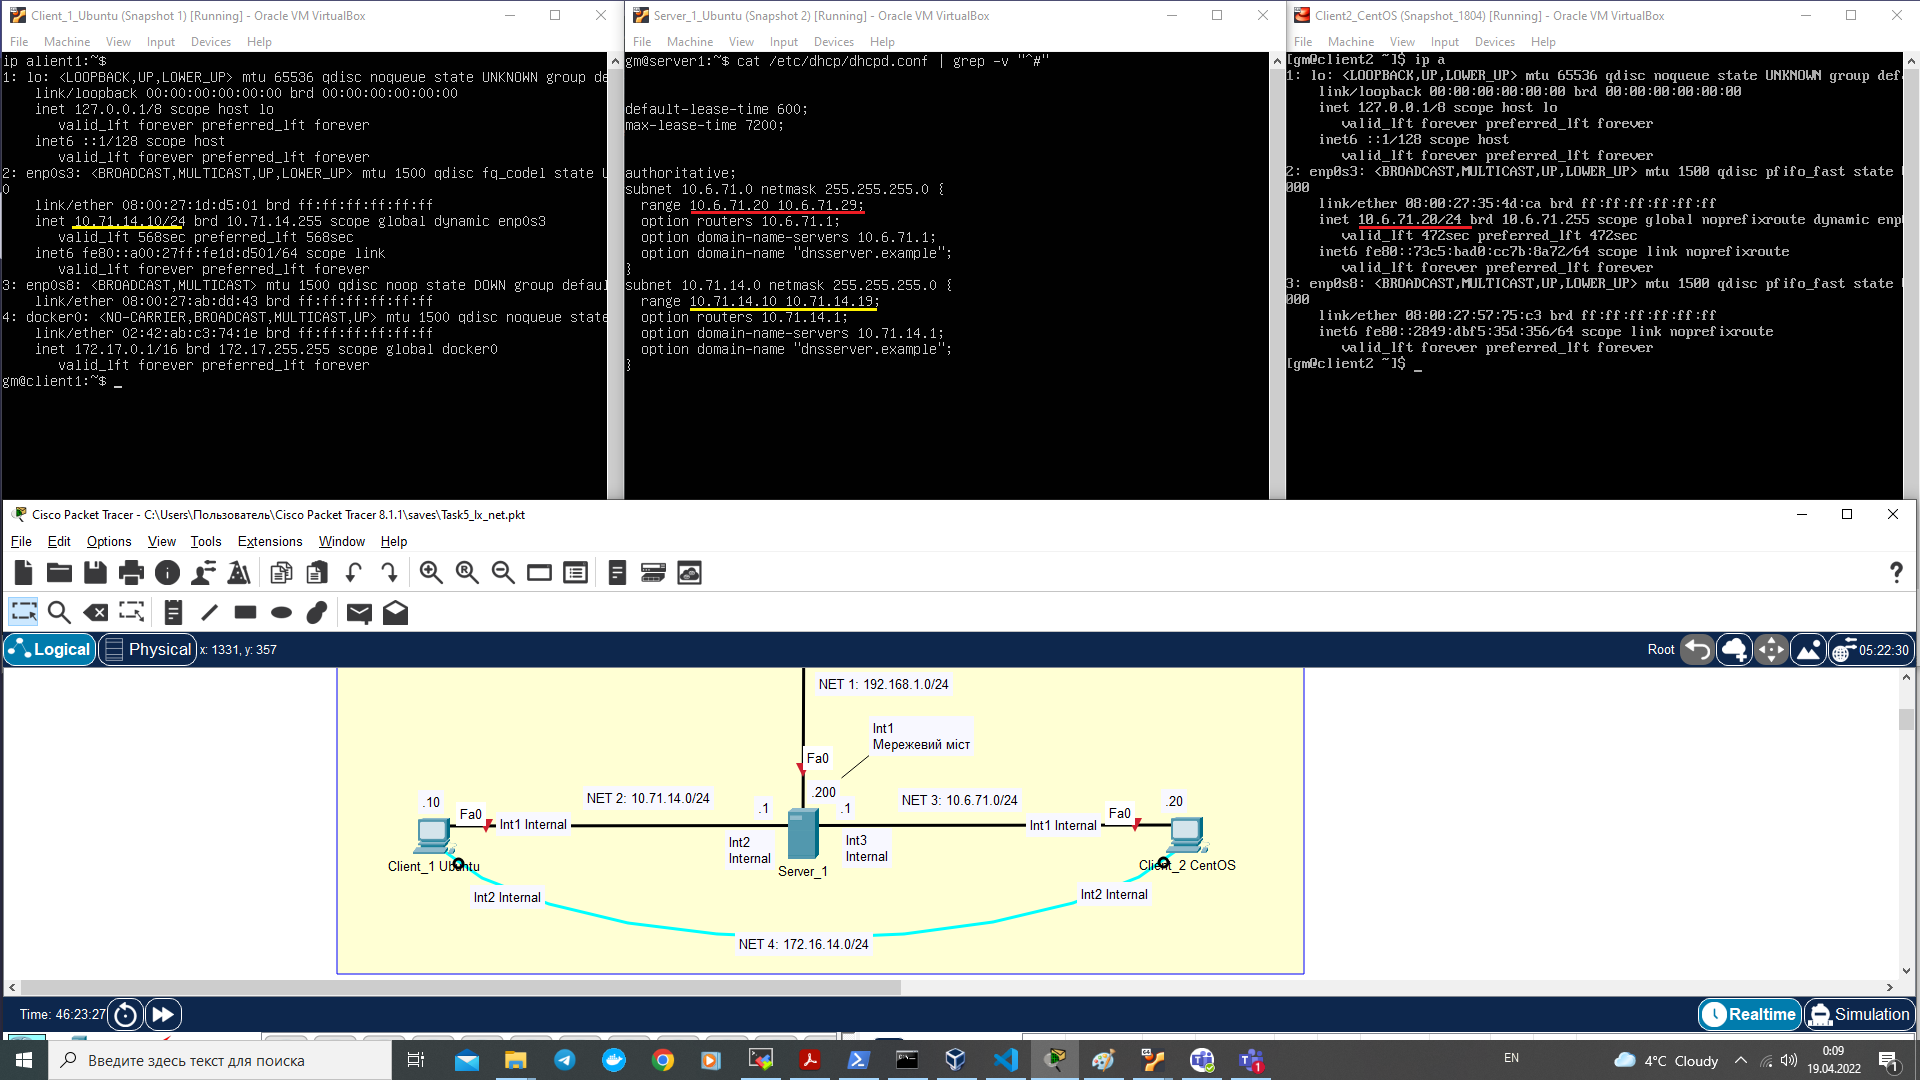 Client_1_Ubuntu (Snapshot 1) [Running] - Oracle VM VirtualBox
File Machine View Input Devices Help
ip alient1:~$
1: lo: <LOOPBACK,UP,LOWER_UP> mtu 65536 qdisc noqueue state UNKNOWN group de
link/loopback 00:00:00:00:00:00 brd 00:00:00:00:00:00
inet 127.0.0.1/8 scope host lo
valid_lft forever preferred_lft forever
inet6 ::1/128 scope host
valid_lft forever preferred_lft forever
2: enp0s3: <BROADCAST,MULTICAST,UP,LOWER_UP> mtu 1500 qdisc fq_codel state U
0
link/ether 08:00:27:1d:d5:01 brd ff:ff:ff:ff:ff:ff
inet 10.71.14.10/24 brd 10.71.14.255 scope global dynamic enp0s3
valid_lft 568sec preferred_lft 568sec
inet6 fe80::a00:27ff:fe1d:d501/64 scope link
valid_lft forever preferred_lft forever
3: enp0s8: <BROADCAST,MULTICAST> mtu 1500 qdisc noop state DOWN group defau
link/ether 08:00:27:ab:dd:43 brd ff:ff:ff:ff:ff:ff
4: docker0: <NO-CARRIER,BROADCAST,MULTICAST,UP> mtu 1500 qdisc noqueue state
link/ether 02:42:ab:c3:74:1e brd ff:ff:ff:ff:ff:ff
inet 172.17.0.1/16 brd 172.17.255.255 scope global docker0
valid_lft forever preferred_lft forever
gm@client1:~$ _
Server_1_Ubuntu (Snapshot 2) [Running] - Oracle VM VirtualBox
File Machine View Input Devices Help
gm@server1:~$ cat /etc/dhcp/dhcpd.conf | grep -v "^#"
default-lease-time 600;
max-lease-time 7200;
authoritative;
subnet 10.6.71.0 netmask 255.255.255.0 {
range 10.6.71.20 10.6.71.29;
option routers 10.6.71.1;
option domain-name-servers 10.6.71.1;
option domain-name "dnsserver.example";
}
subnet 10.71.14.0 netmask 255.255.255.0 {
range 10.71.14.10 10.71.14.19;
option routers 10.71.14.1;
option domain-name-servers 10.71.14.1;
option domain-name "dnsserver.example";
}
Client2_CentOS (Snapshot_1804) [Running] - Oracle VM VirtualBox
File Machine View Input Devices Help
[gm@client2 ~]$ ip a
1: lo: <LOOPBACK,UP,LOWER_UP> mtu 65536 qdisc noqueue state UNKNOWN group defa
link/loopback 00:00:00:00:00:00 brd 00:00:00:00:00:00
inet 127.0.0.1/8 scope host lo
valid_lft forever preferred_lft forever
inet6 ::1/128 scope host
valid_lft forever preferred_lft forever
2: enp0s3: <BROADCAST,MULTICAST,UP,LOWER_UP> mtu 1500 qdisc pfifo_fast state U
000
link/ether 08:00:27:35:4d:ca brd ff:ff:ff:ff:ff:ff
inet 10.6.71.20/24 brd 10.6.71.255 scope global noprefixroute dynamic enp0
valid_lft 472sec preferred_lft 472sec
inet6 fe80::73c5:bad0:cc7b:8a72/64 scope link noprefixroute
valid_lft forever preferred_lft forever
3: enp0s8: <BROADCAST,MULTICAST,UP,LOWER_UP> mtu 1500 qdisc pfifo_fast state U
000
link/ether 08:00:27:57:75:c3 brd ff:ff:ff:ff:ff:ff
inet6 fe80::2849:dbf5:35d:356/64 scope link noprefixroute
valid_lft forever preferred_lft forever
[gm@client2 ~]$ _
Cisco Packet Tracer - C:\Users\Пользователь\Cisco Packet Tracer 8.1.1\saves\Task5_lx_net.pkt
File Edit Options View Tools Extensions Window Help
?
Logical Physical x: 1331, y: 357 Root 05:22:30
NET 1: 192.168.1.0/24
Int1
Мережевий міст
Fa0
.200
.10 NET 2: 10.71.14.0/24 .1 .1 NET 3: 10.6.71.0/24 .20
Fa0 Int1 Internal Int1 Internal Fa0
Int2
Internal
Int3
Internal
Client_1 Ubuntu Server_1 Client_2 CentOS
Int2 Internal Int2 Internal
NET 4: 172.16.14.0/24
Time: 46:23:27 Realtime Simulation
Введите здесь текст для поиска
1
EN
4°C Cloudy
0:09
19.04.2022
1